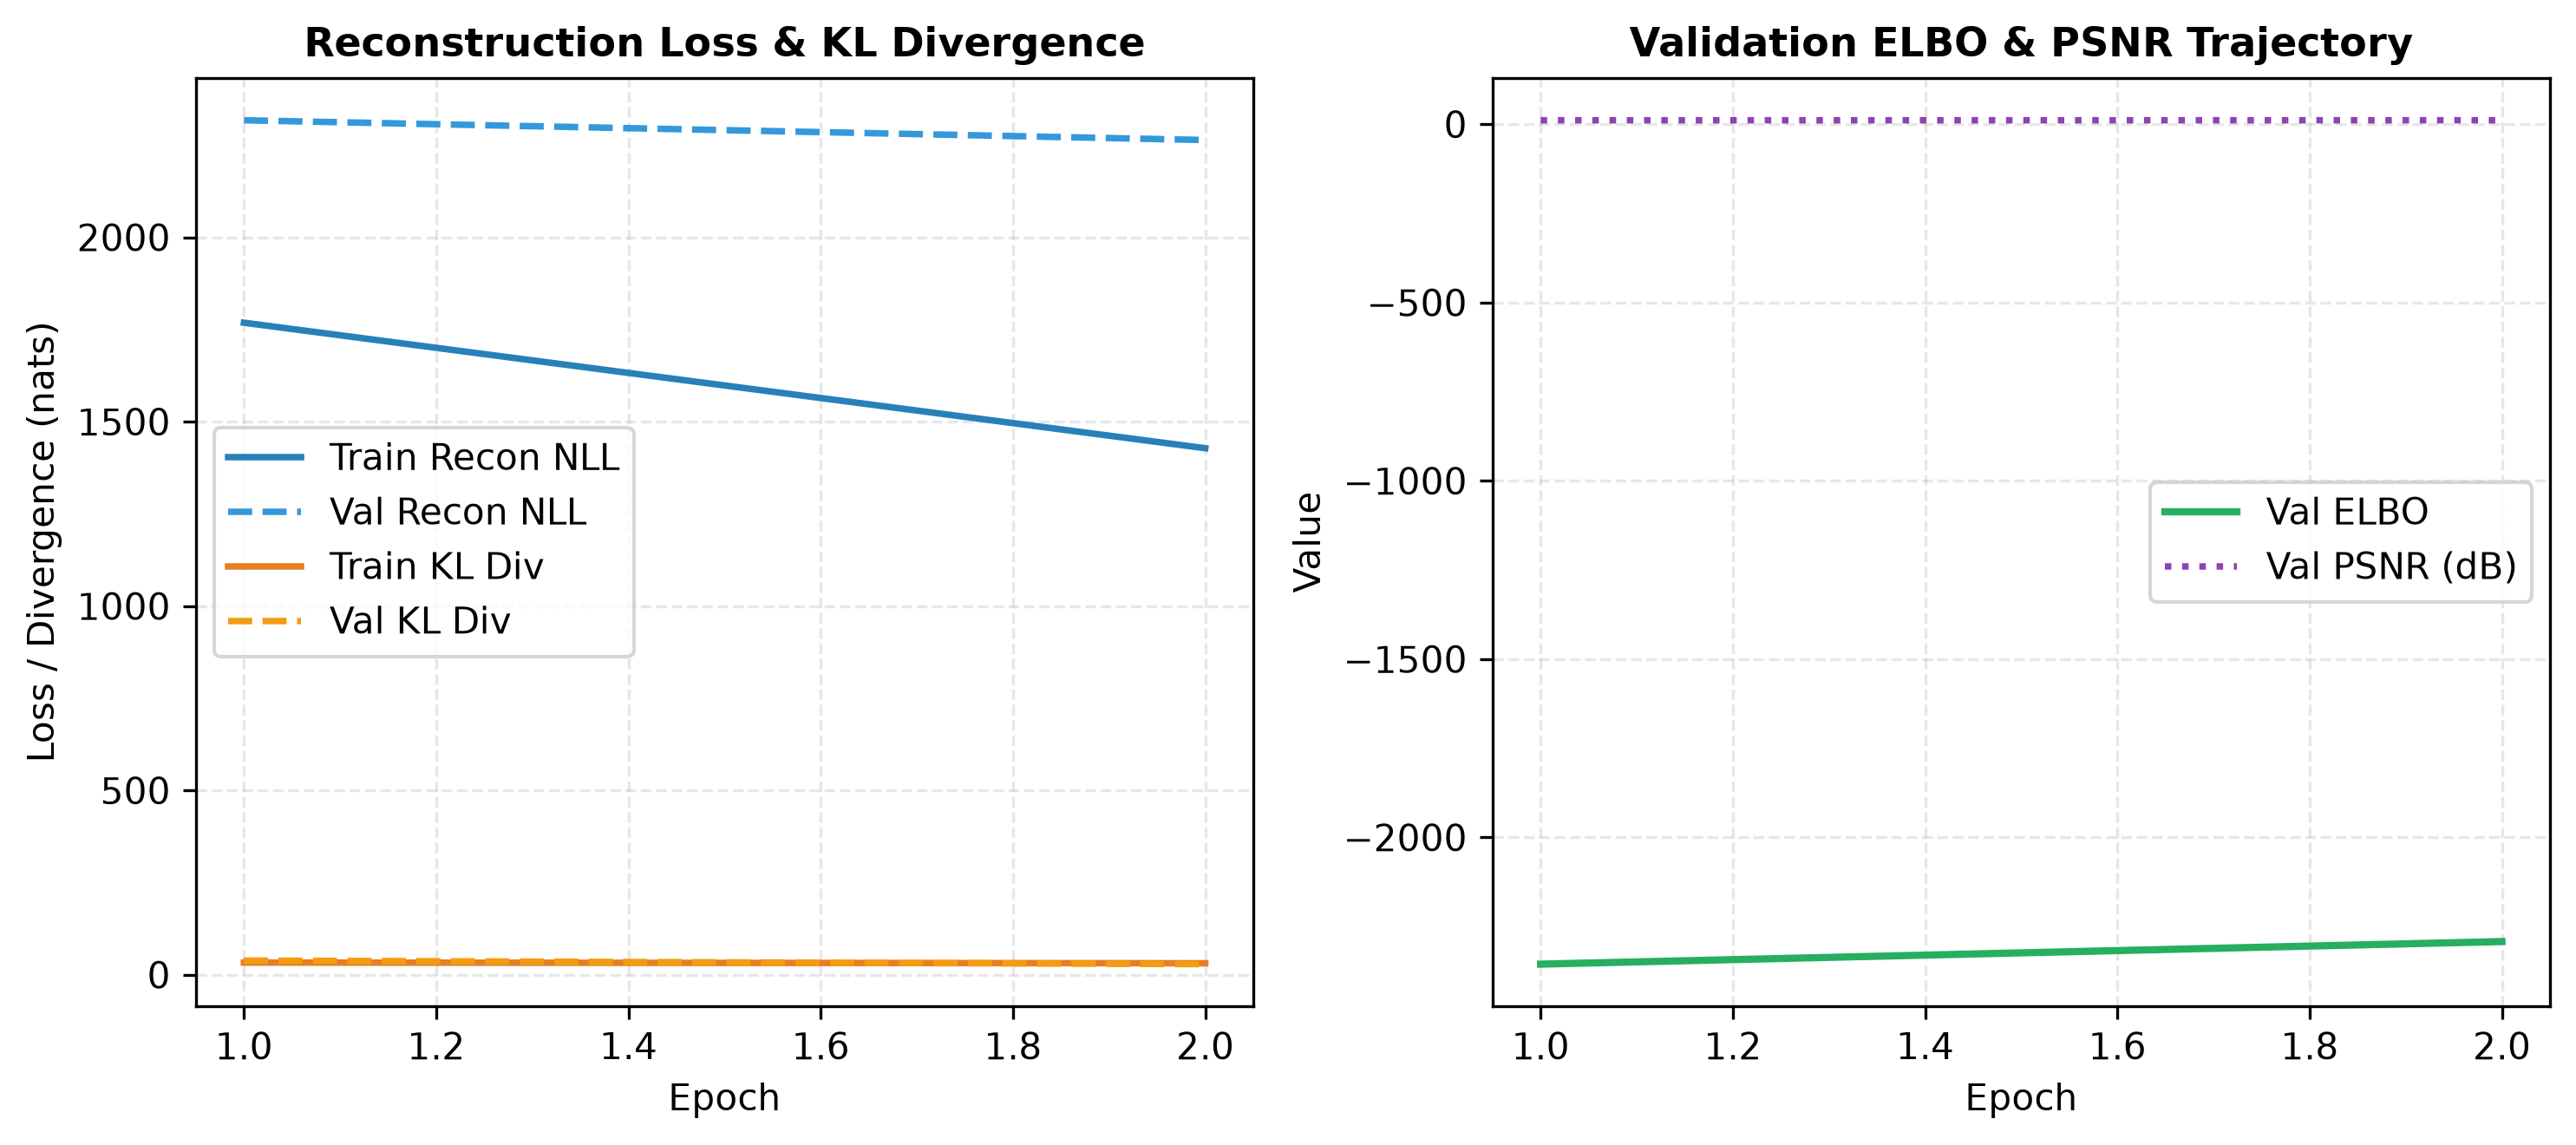 Reconstruction Loss & KL Divergence
Loss / Divergence (nats)
2000
1500
1000
500
0
Train Recon NLL
Val Recon NLL
Train KL Div
Val KL Div
1.0 1.2 1.4 1.6 1.8 2.0
Epoch
Validation ELBO & PSNR Trajectory
Value
0
−500
−1000
−1500
−2000
Val ELBO
Val PSNR (dB)
1.0 1.2 1.4 1.6 1.8 2.0
Epoch